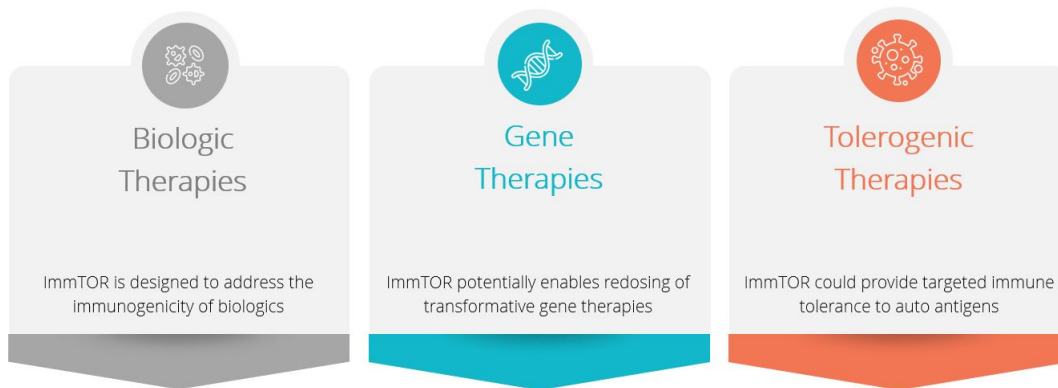 Biologic
Therapies
ImmTOR is designed to address the
immunogenicity of biologics
Gene
Therapies
ImmTOR potentially enables redosing of
transformative gene therapies
Tolerogenic
Therapies
ImmTOR could provide targeted immune
tolerance to auto antigens